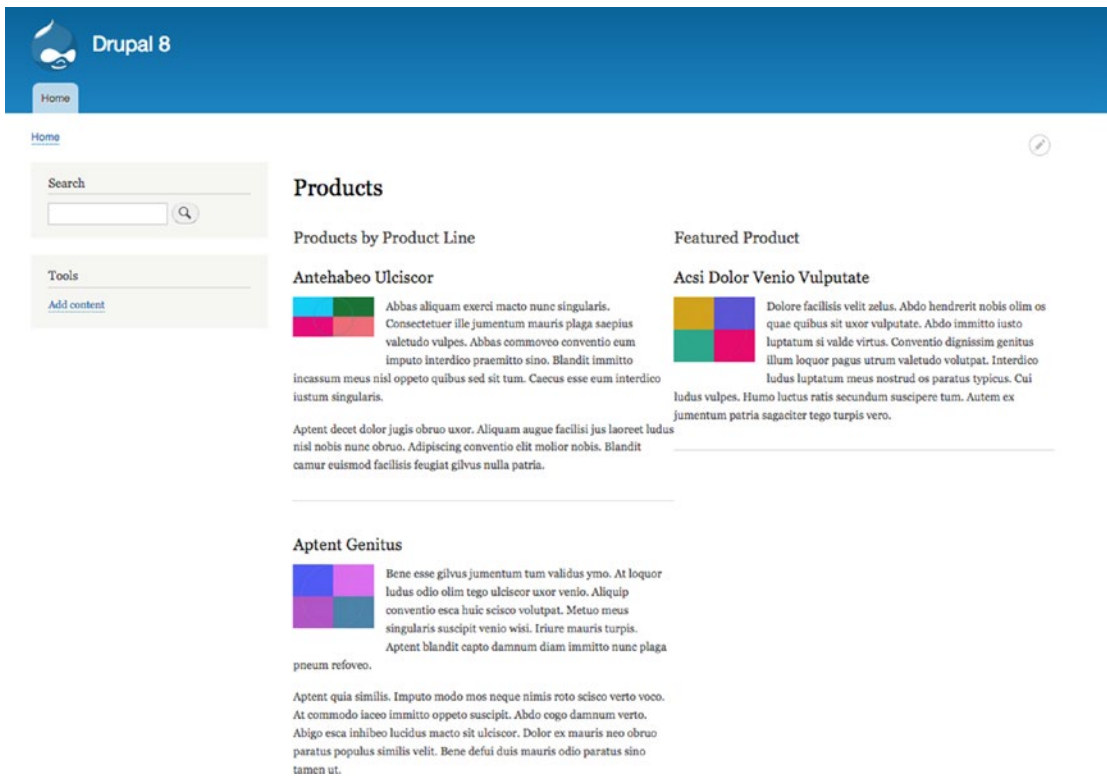 Drupal 8
Home
Home
Search
Tools
Add content
Products
Products by Product Line
Antehabeo Ulciscor
Abbas aliquam exerci macto nunc singularis.
Consectetuer ille jumentum mauris plaga saepius
valetudo vulpes. Abbas commoveo conventio eum
imputo interdico praemitto sino. Blandit immitto
incassum meus nisl oppeto quibus sed sit tum. Caecus esse eum interdico
iustum singularis.
Aptent decet dolor jugis obruo uxor. Aliquam augue facilisi jus laoreet ludus
nisl nobis nunc obruo. Adipiscing conventio elit molior nobis. Blandit
camur euismod facilisis feugiat gilvus nulla patria.
Aptent Genitus
Bene esse gilvus jumentum tum validus ymo. At loquor
ludus odio olim tego ulciscor uxor venio. Aliquip
conventio esca huic scisco volutpat. Metuo meus
singularis suscipit venio wisi. Iriure mauris turpis.
Aptent blandit capto damnum diam immitto nunc plaga
pneum refoveo.
Aptent quia similis. Imputo modo mos neque nimis roto scisco verto voco.
At commodo iaceo immitto oppeto suscipit. Abdo cogo damnum verto.
Abigo esca inhibeo lucidus macto sit ulciscor. Dolor ex mauris neo obruo
paratus populus similis velit. Bene defui duis mauris odio paratus sino
tamen ut.
Featured Product
Acsi Dolor Venio Vulputate
Dolore facilisis velit zelus. Abdo hendrerit nobis olim os
quae quibus sit uxor vulputate. Abdo immitto iusto
luptatum si valde virtus. Conventio dignissim genitus
illum loquor pagus utrum valetudo volutpat. Interdico
ludus luptatum meus nostrud os paratus typicus. Cui
ludus vulpes. Humo luctus ratis secundum suscipere tum. Autem ex
jumentum patria sagaciter tego turpis vero.